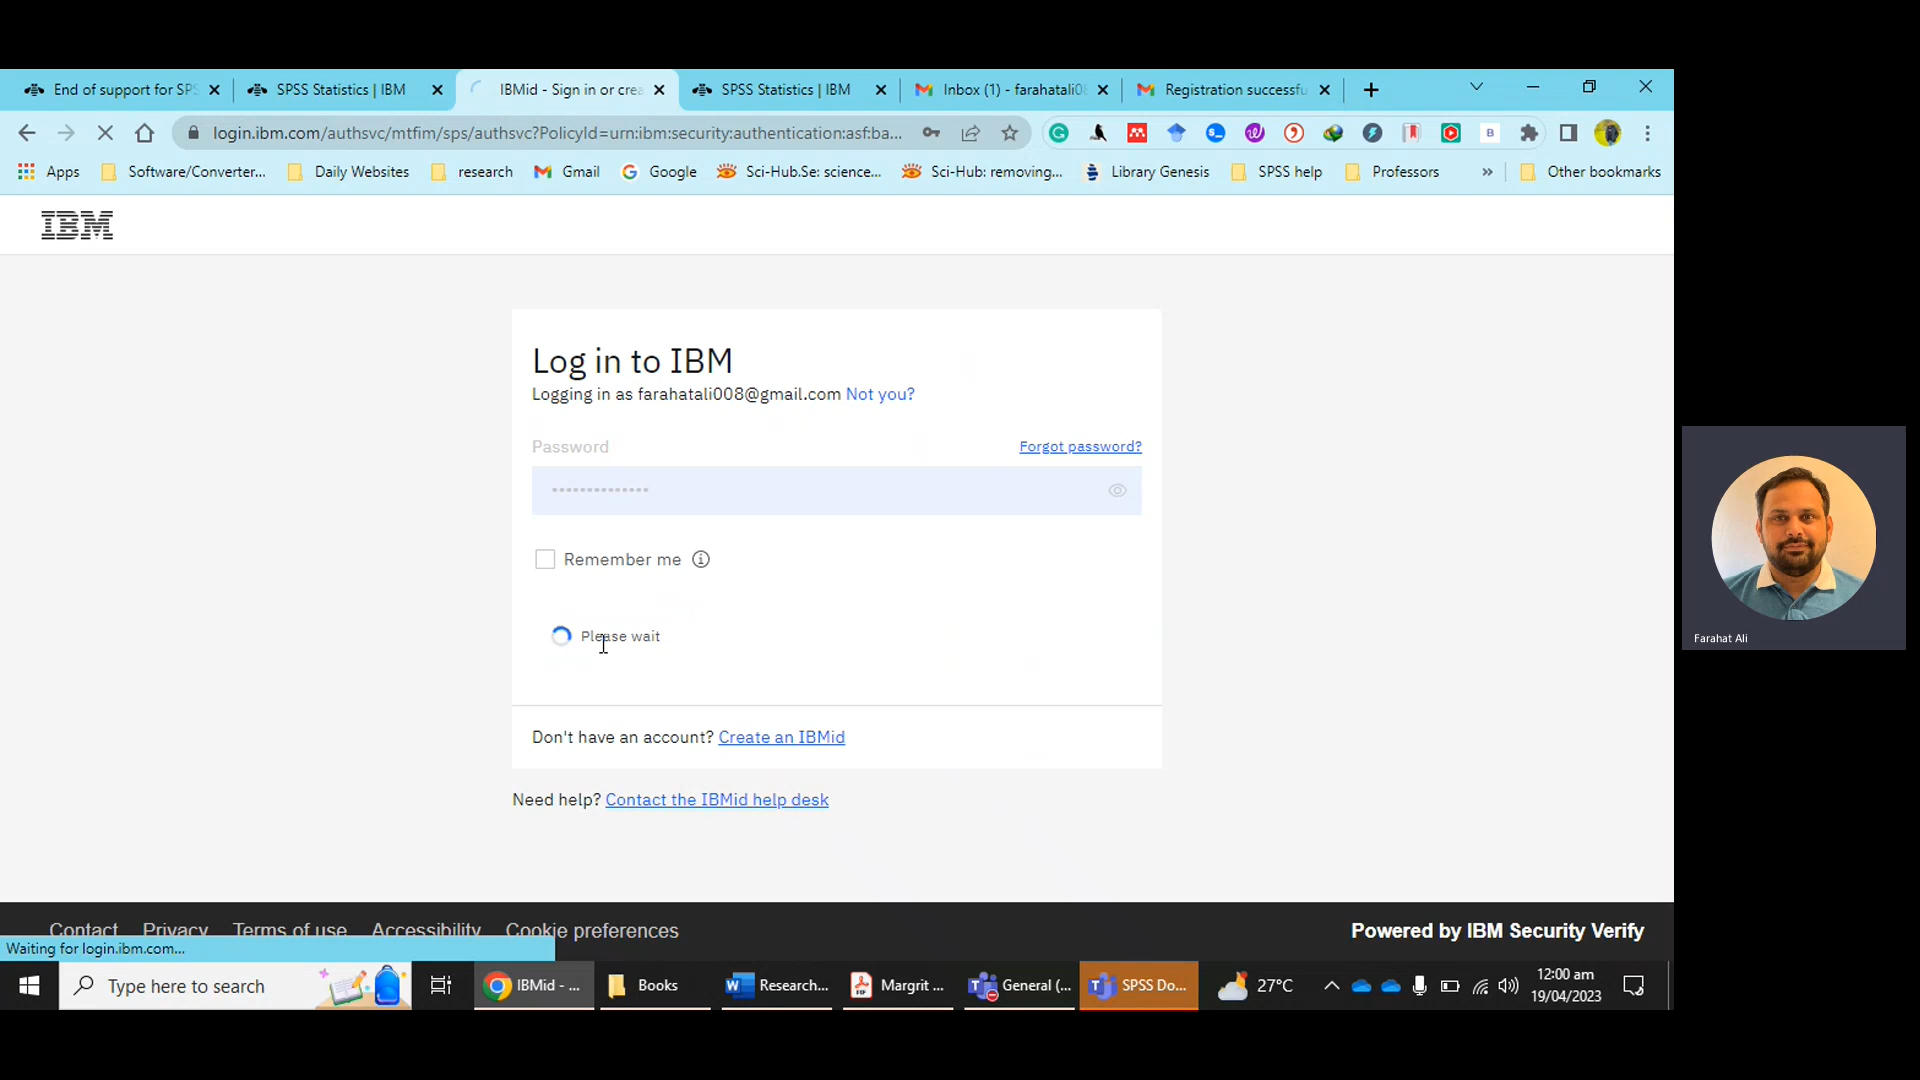 End of support for SPS
SPSS Statistics | IBM
IBMid - Sign in or crea
SPSS Statistics | IBM
Inbox (1) - farahatali0
Registration successfu
login.ibm.com/authsvc/mtfim/sps/authsvc?PolicyId=urn:ibm:security:authentication:asf:ba...
Apps
Software/Converter...
Daily Websites
research
Gmail
Google
Sci-Hub.Se: science...
Sci-Hub: removing...
Library Genesis
SPSS help
Professors
»
Other bookmarks
IBM
Log in to IBM
Logging in as farahatali008@gmail.com Not you?
Password
Forgot password?
Remember me
Please wait
Don't have an account? Create an IBMid
Need help? Contact the IBMid help desk
Farahat Ali
Contact
Privacy
Terms of use
Accessibility
Cookie preferences
Powered by IBM Security Verify
Waiting for login.ibm.com...
Type here to search
IBMid - ...
Books
Research...
Margrit ...
General (...
SPSS Do...
27°C
12:00 am
19/04/2023